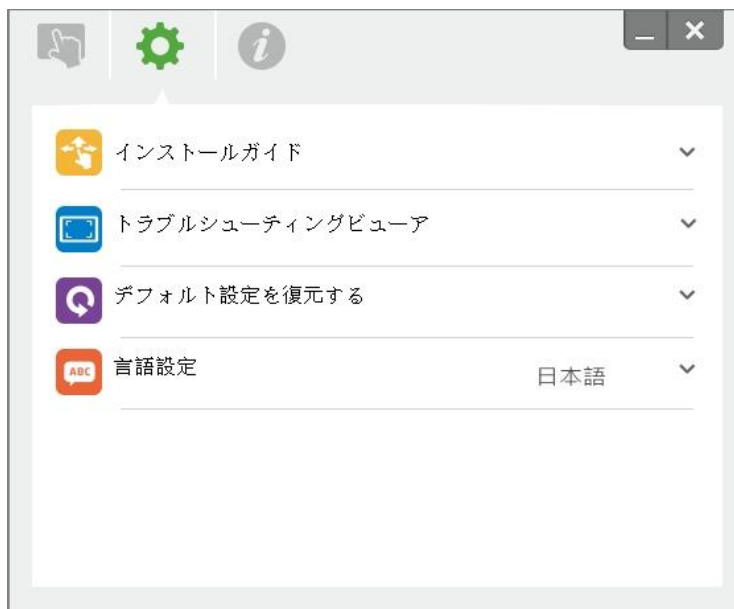 インストールガイド
トラブルシューティングビューア
デフォルト設定を復元する
ABC 言語設定 日本語